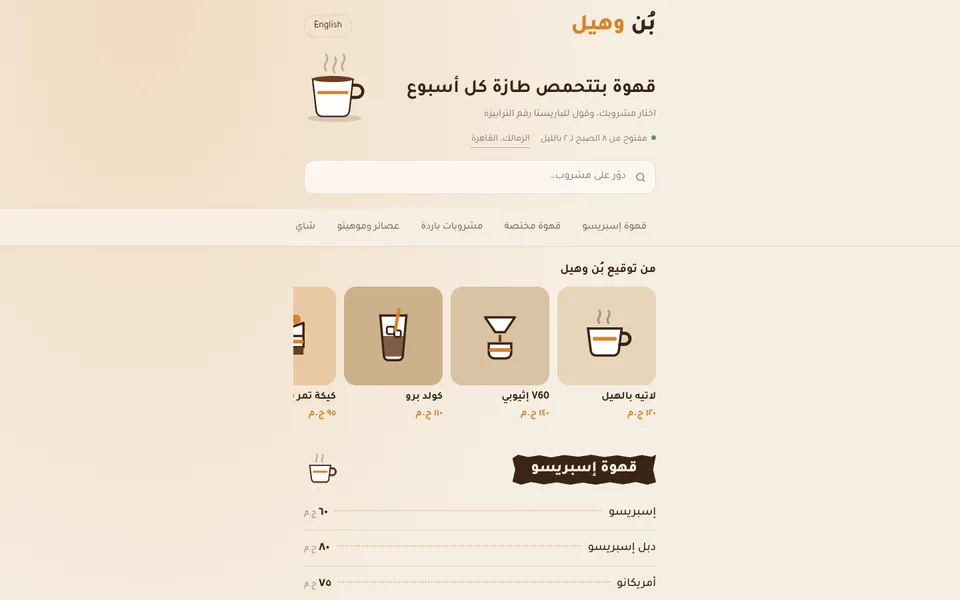 بُن وهيل
English
قهوة بتتحمص طازة كل أسبوع
اختار مشروبك، وقول للباريستا رقم الترابيزة.
مفتوح من ٨ الصبح لـ ٢ بالليل
الزمالك، القاهرة
دوّر على مشروب…
قهوة إسبريسو
قهوة مختصة
مشروبات باردة
عصائر وموهيتو
شاي
من توقيع بُن وهيل
لاتيه بالهيل
١٢٠ ج.م
V60 إثيوبي
١٤٠ ج.م
كولد برو
١١٠ ج.م
كيكة تمر
٩٥ ج.م
قهوة إسبريسو
إسبريسو ٦٠ ج.م
دبل إسبريسو ٨٠ ج.م
أمريكانو ٧٥ ج.م